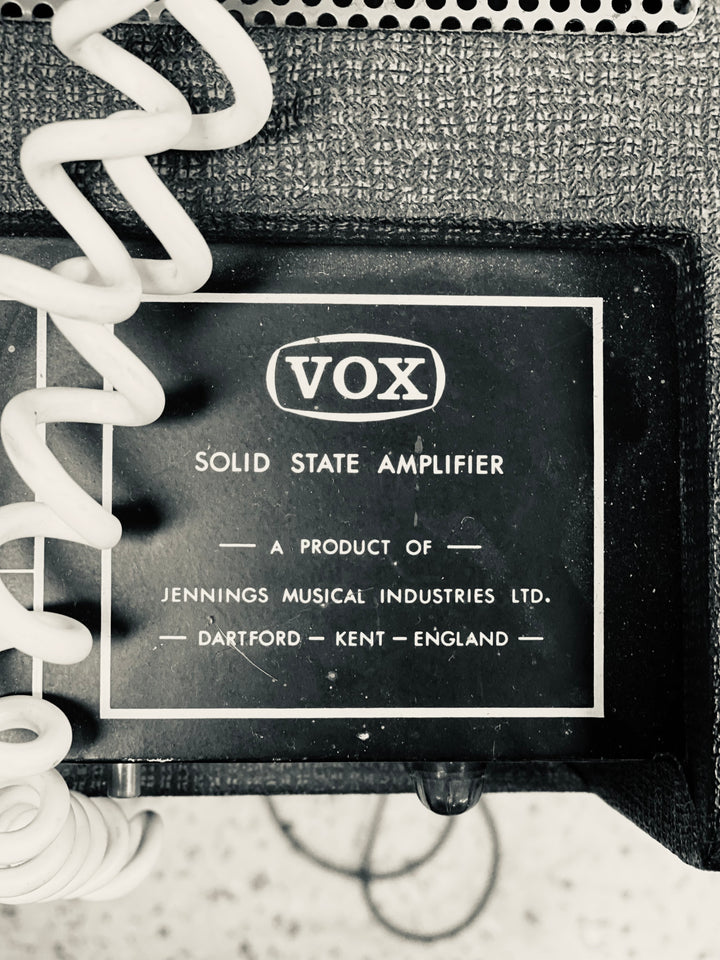 VOX
SOLID STATE AMPLIFIER
— A PRODUCT OF —
JENNINGS MUSICAL INDUSTRIES LTD.
— DARTFORD — KENT — ENGLAND —